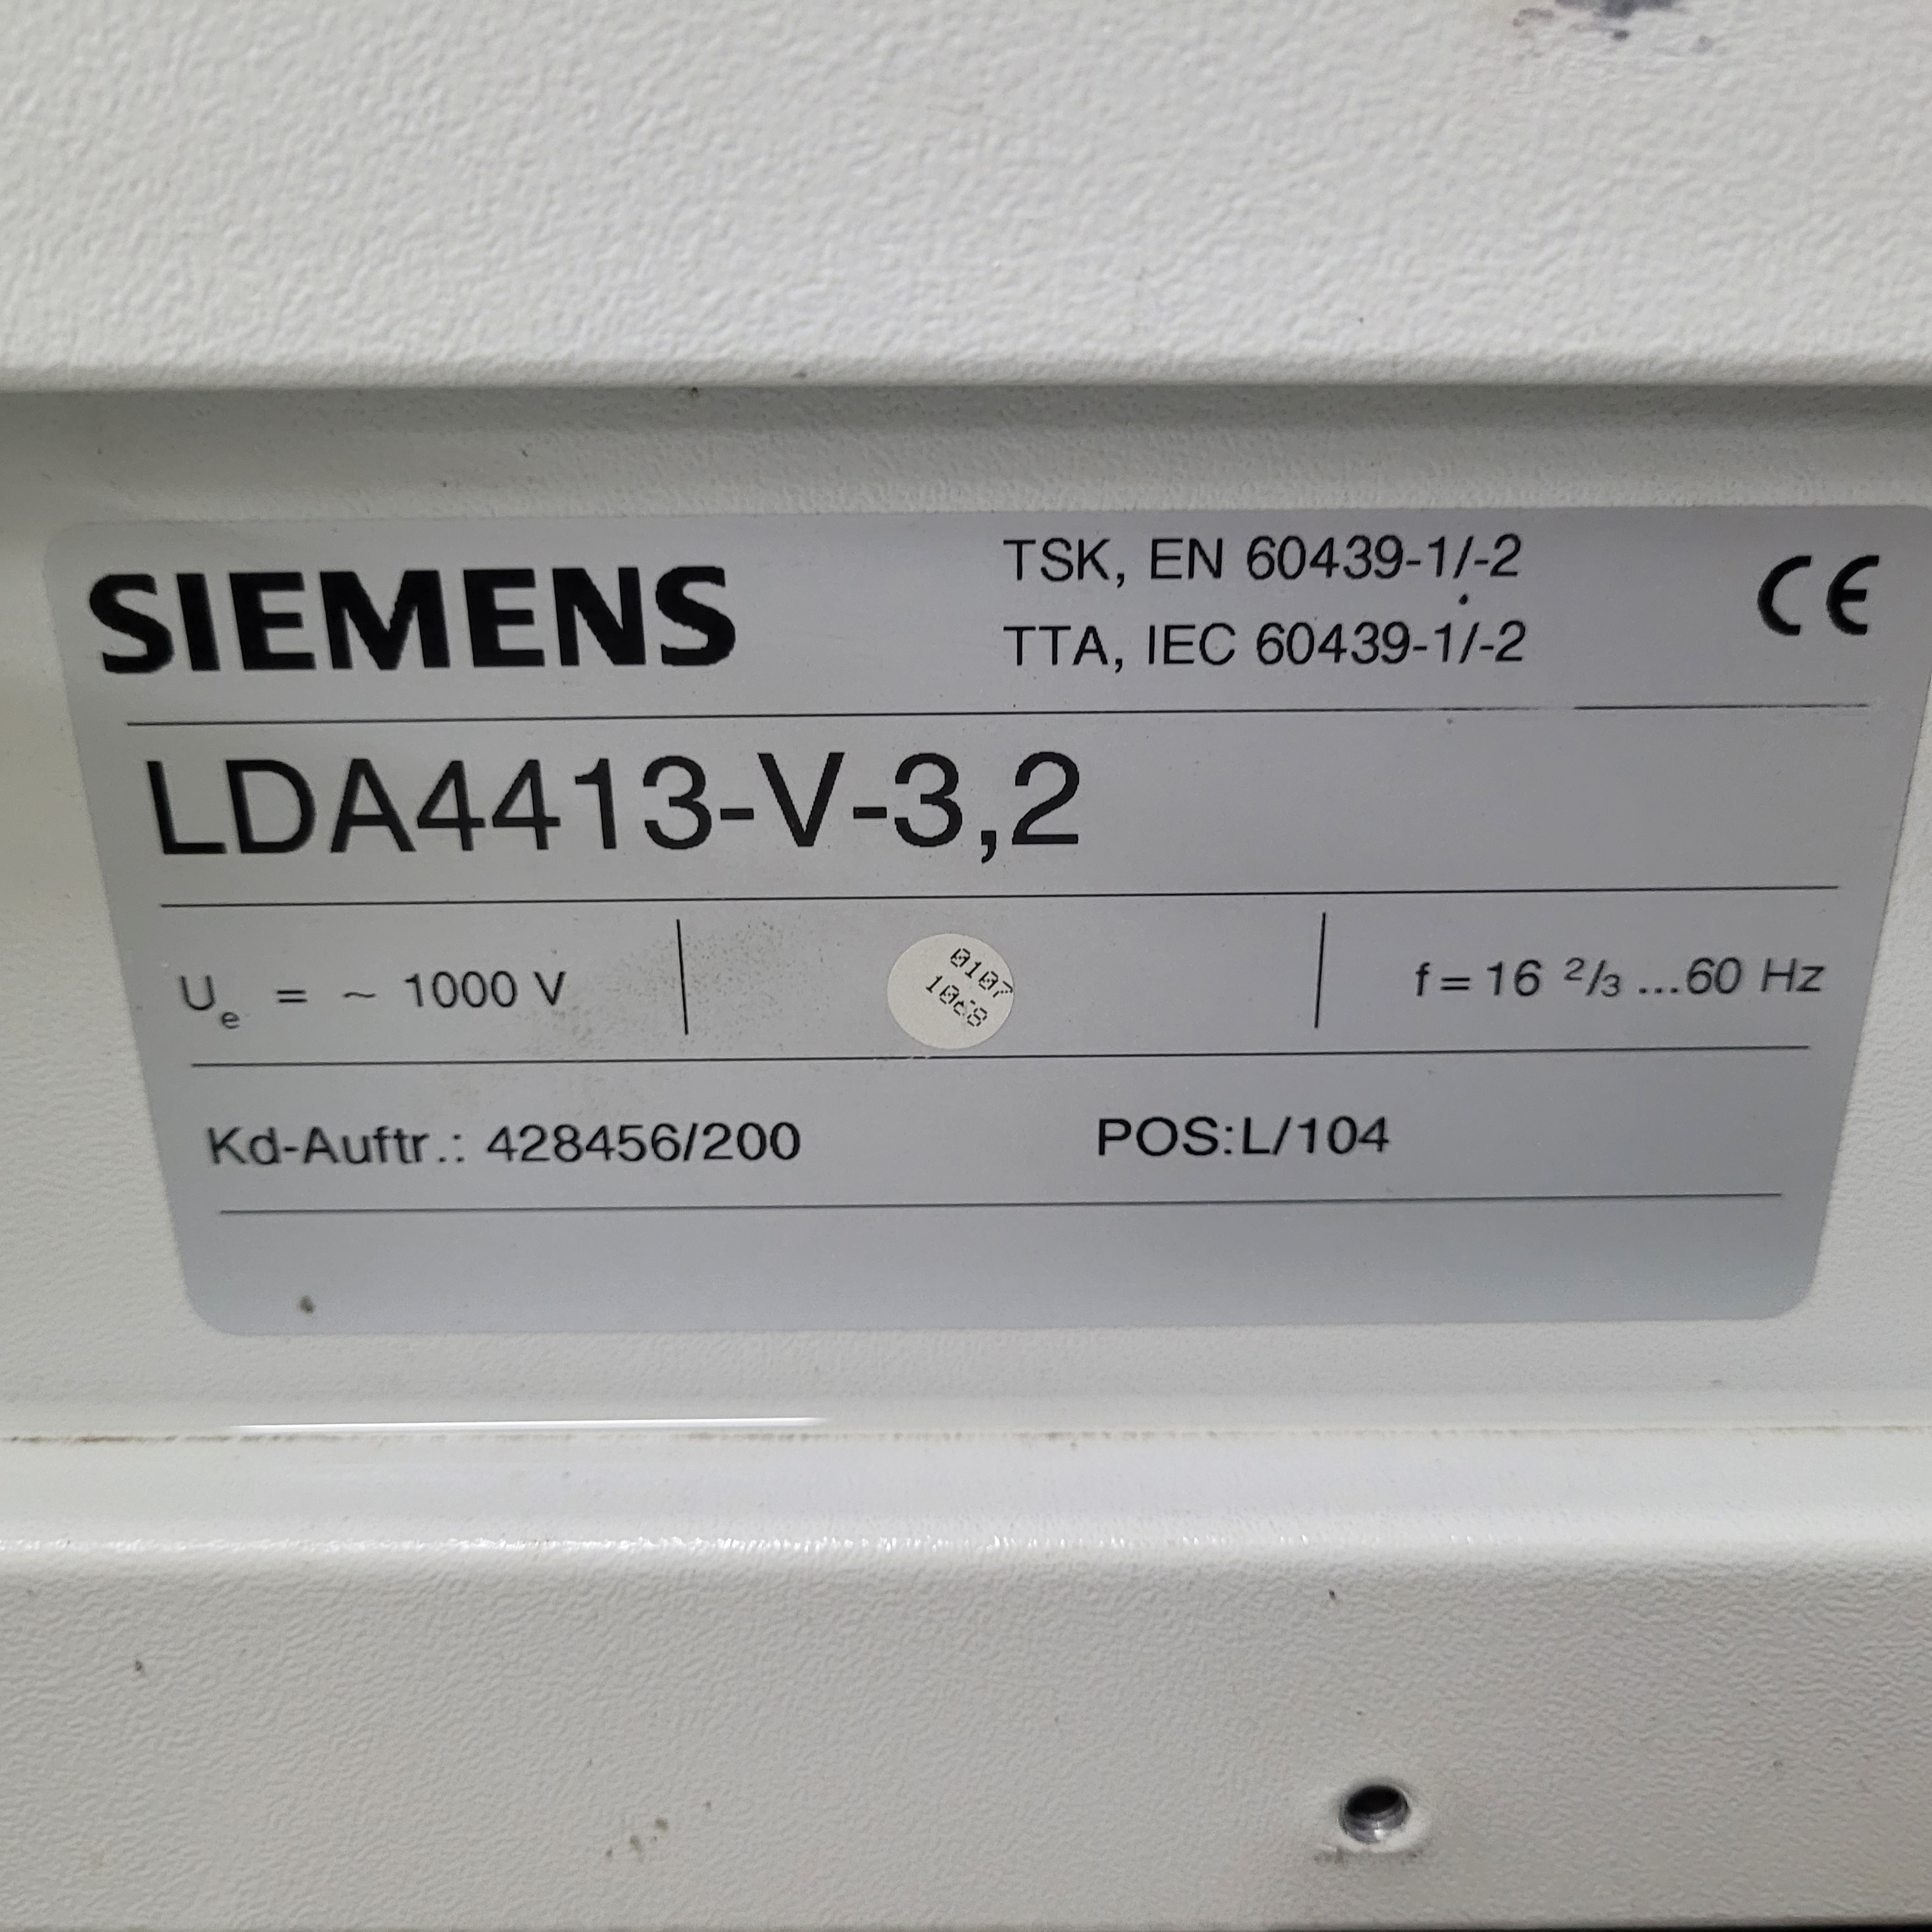 SIEMENS
TSK, EN 60439-1/-2
TTA, IEC 60439-1/-2
CE
LDA4413-V-3,2
Ue = ~ 1000 V
0107
f = 16 2/3 ...60 Hz
Kd-Auftr.: 428456/200
POS:L/104